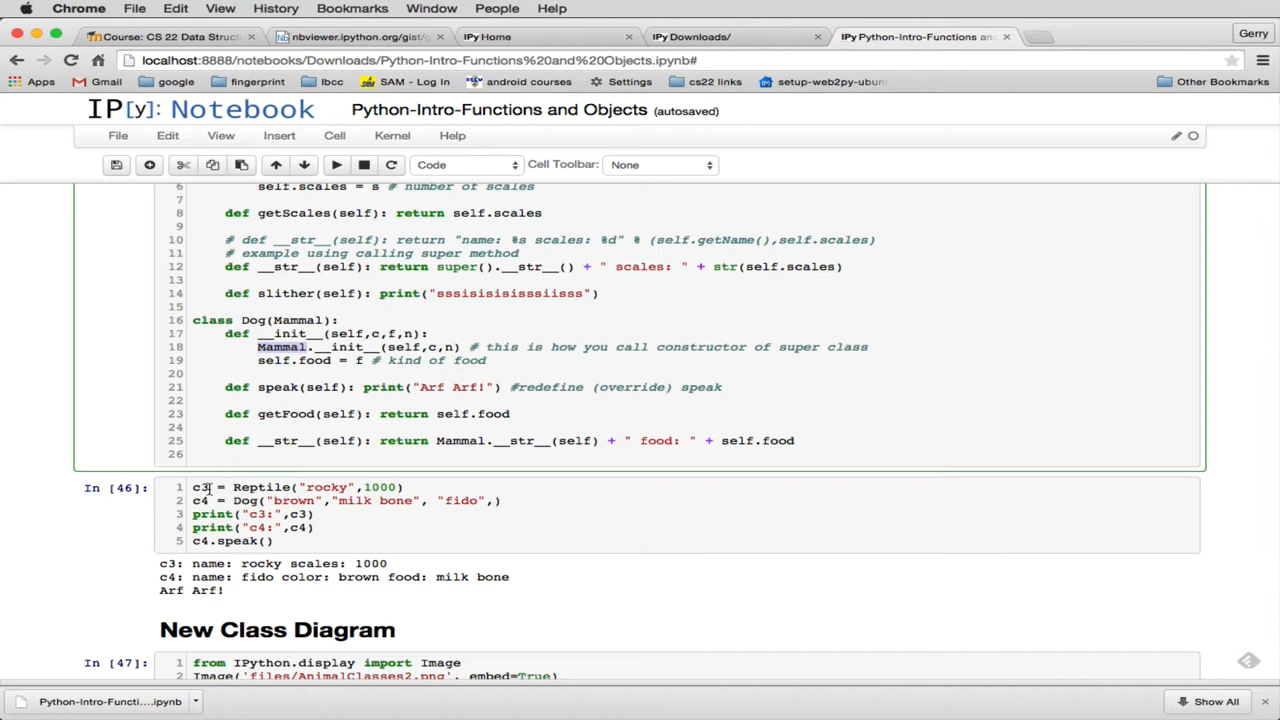 Chrome File Edit View History Bookmarks Window People Help
Course: CS 22 Data Struct
nbviewer.ipython.org/gist/g
IPy Home
IPy Downloads/
IPy Python-Intro-Functions and
Gerry
localhost:8888/notebooks/Downloads/Python-Intro-Functions%20and%20Objects.ipynb#
Apps Gmail google fingerprint lbcc SAM - Log In android courses Settings cs22 links setup-web2py-ubun Other Bookmarks
IP[y]: Notebook Python-Intro-Functions and Objects (autosaved)
File Edit View Insert Cell Kernel Help
Code Cell Toolbar: None
6 self.scales = s # number of scales
7
8 def getScales(self): return self.scales
9
10 # def __str__(self): return "name: %s scales: %d" % (self.getName(),self.scales)
11 # example using calling super method
12 def __str__(self): return super().__str__() + " scales: " + str(self.scales)
13
14 def slither(self): print("sssisisisisssiisss")
15
16 class Dog(Mammal):
17 def __init__(self,c,f,n):
18 Mammal.__init__(self,c,n) # this is how you call constructor of super class
19 self.food = f # kind of food
20
21 def speak(self): print("Arf Arf!") #redefine (override) speak
22
23 def getFood(self): return self.food
24
25 def __str__(self): return Mammal.__str__(self) + " food: " + self.food
26
In [46]: 1 c3 = Reptile("rocky",1000)
2 c4 = Dog("brown","milk bone", "fido",)
3 print("c3:",c3)
4 print("c4:",c4)
5 c4.speak()
c3: name: rocky scales: 1000
c4: name: fido color: brown food: milk bone
Arf Arf!
New Class Diagram
In [47]: 1 from IPython.display import Image
2 Image('files/AnimalClasses2.png', embed=True)
Python-Intro-Functi....ipynb
Show All